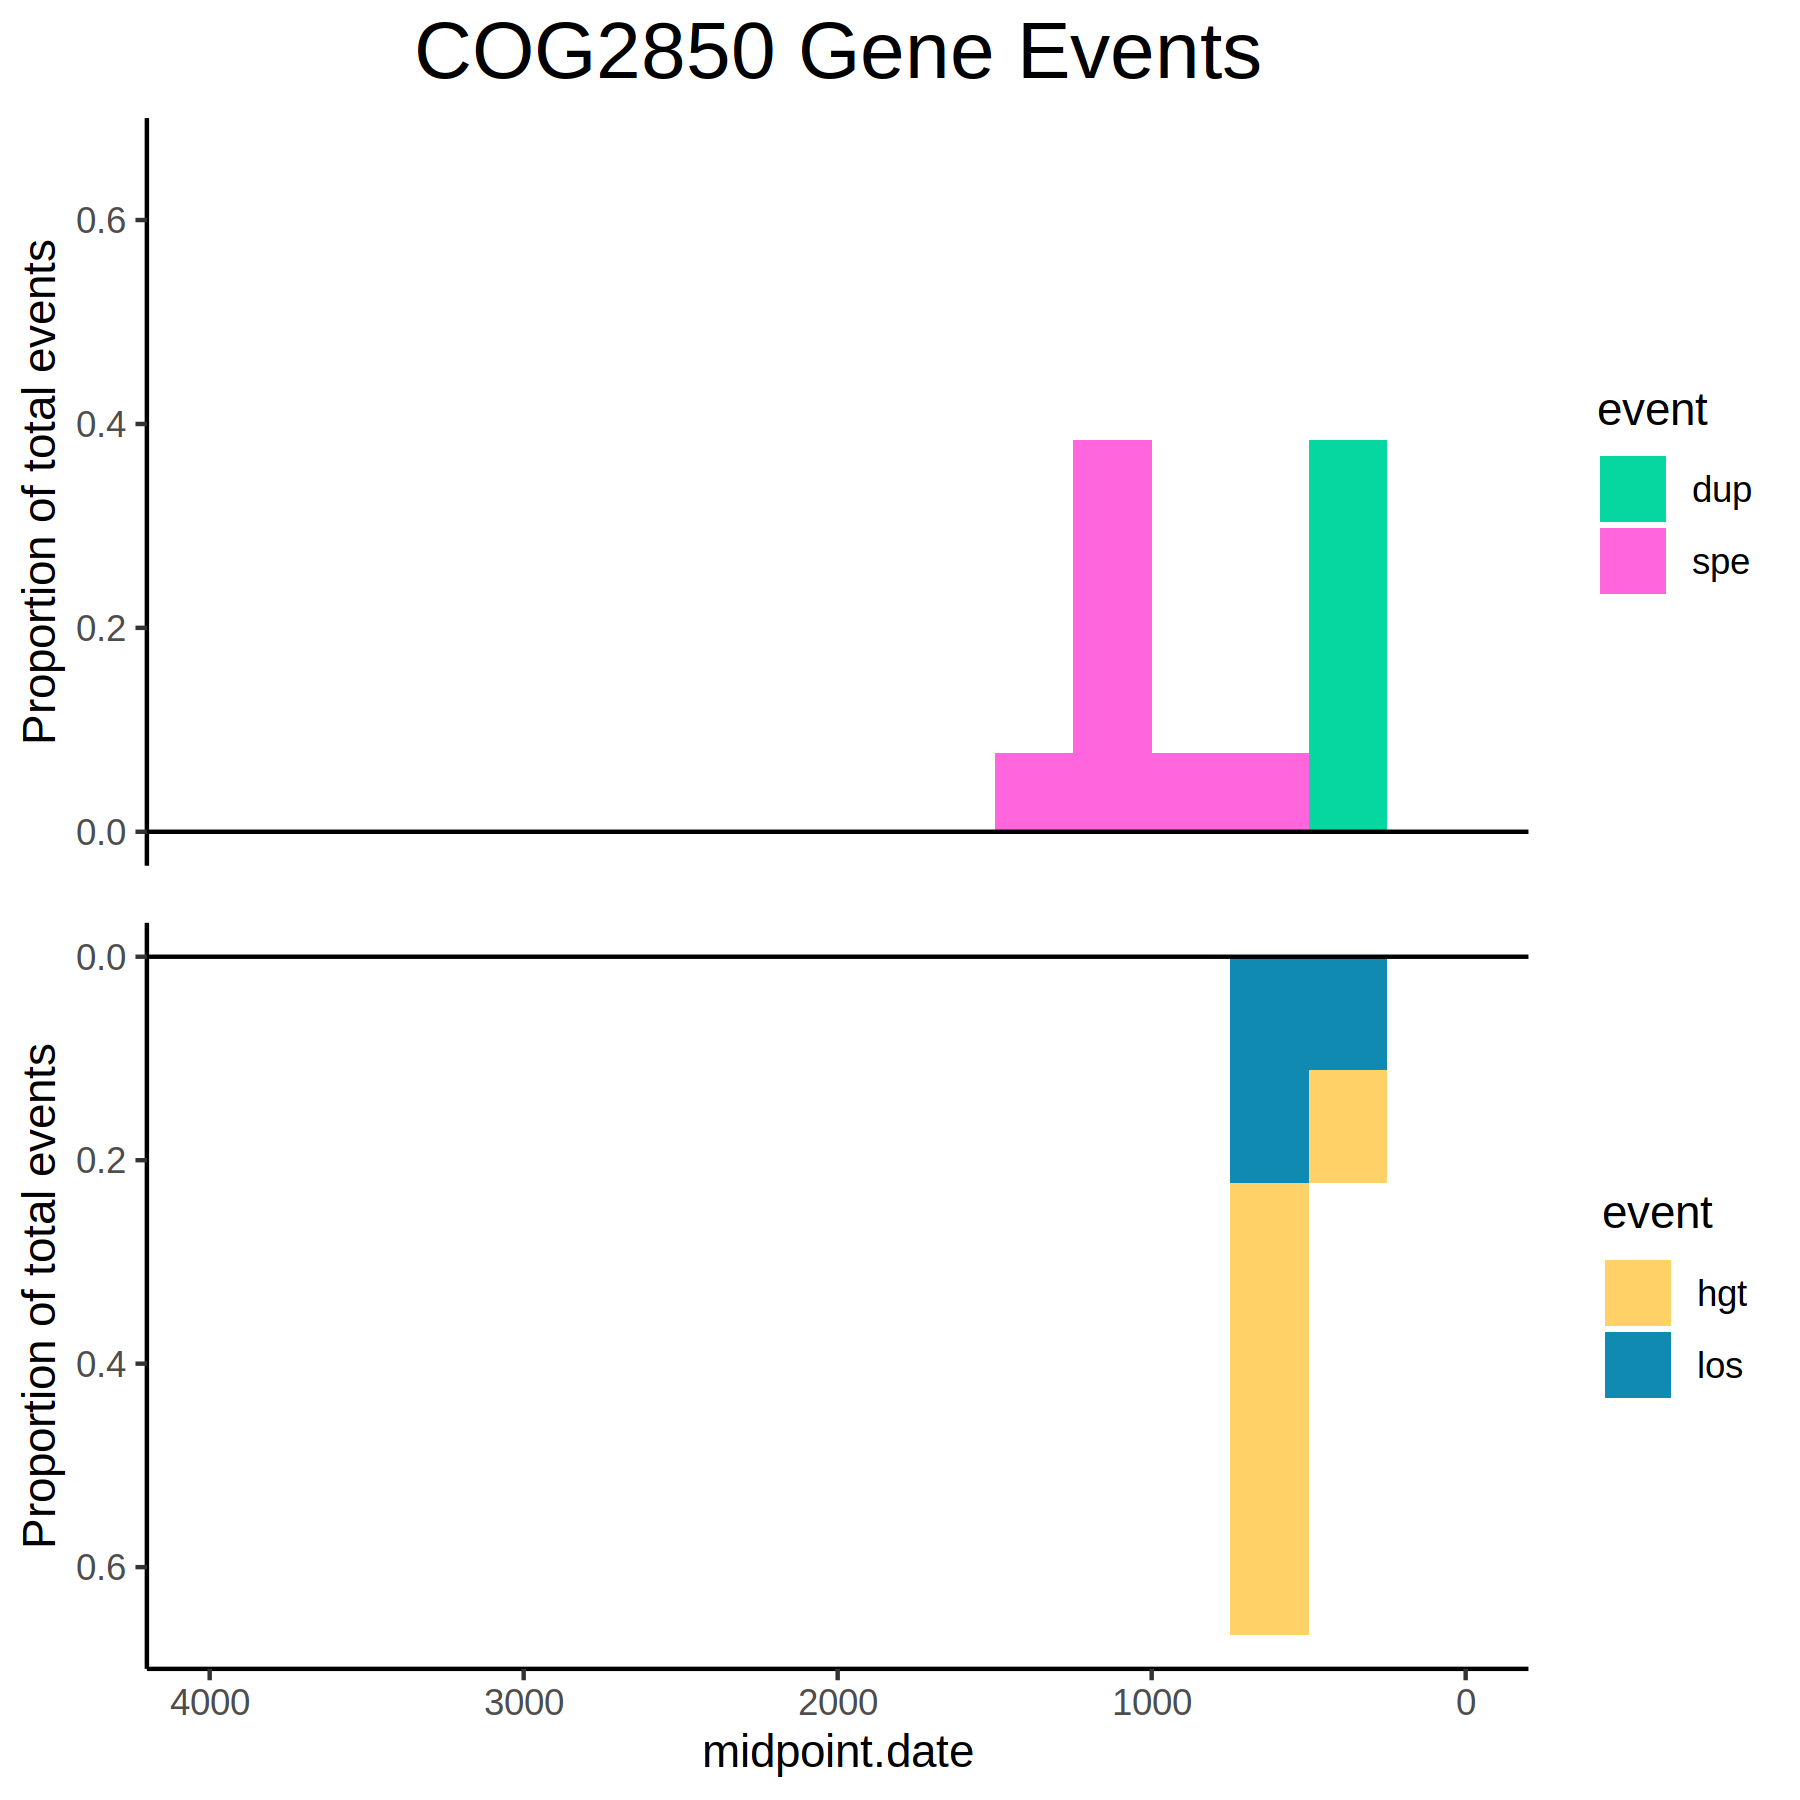 COG2850 Gene Events
Proportion of total events
0.6
0.4
0.2
0.0
event
dup
spe
Proportion of total events
0.0
0.2
0.4
0.6
event
hgt
los
4000 3000 2000 1000 0
midpoint.date